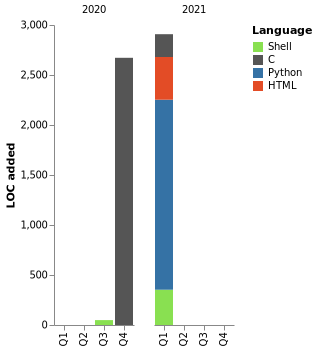 2020 2021
3,000
2,500
2,000
1,500
1,000
500
0
LOC added
Q1 Q2 Q3 Q4 Q1 Q2 Q3 Q4
Language
Shell
C
Python
HTML